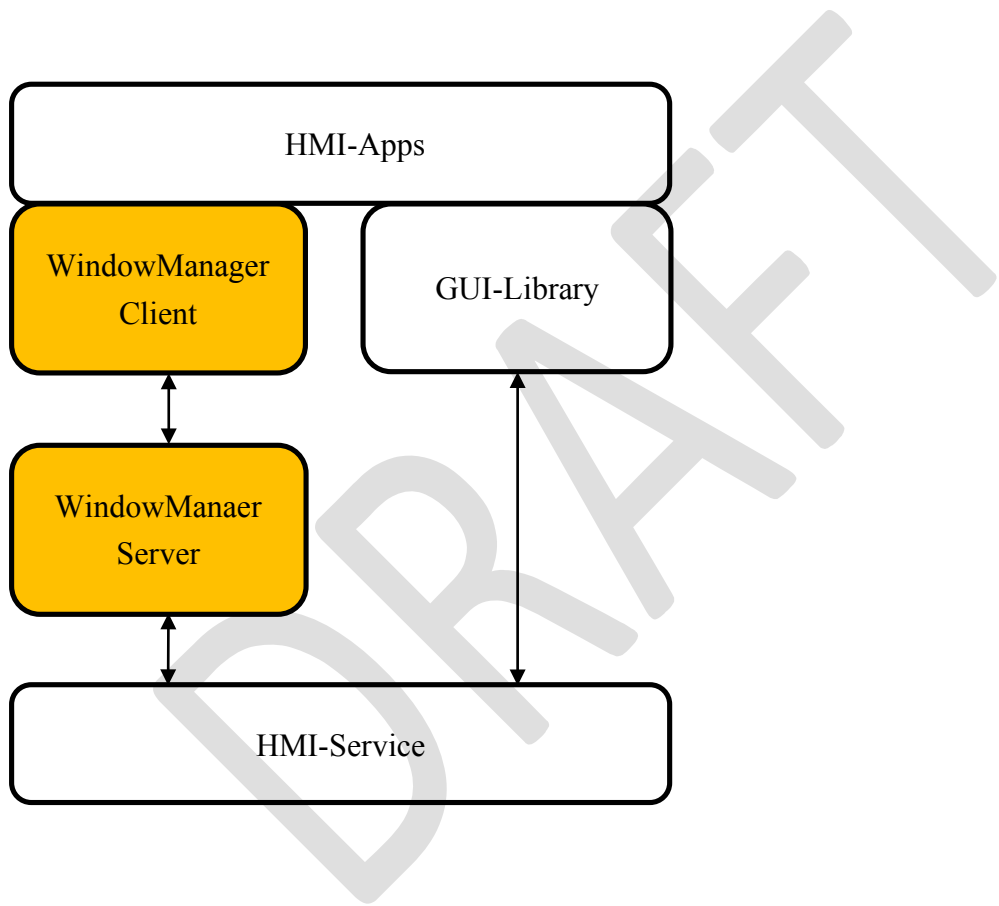 HMI-Apps
WindowManager
Client
GUI-Library
WindowManaer
Server
HMI-Service
DRAFT